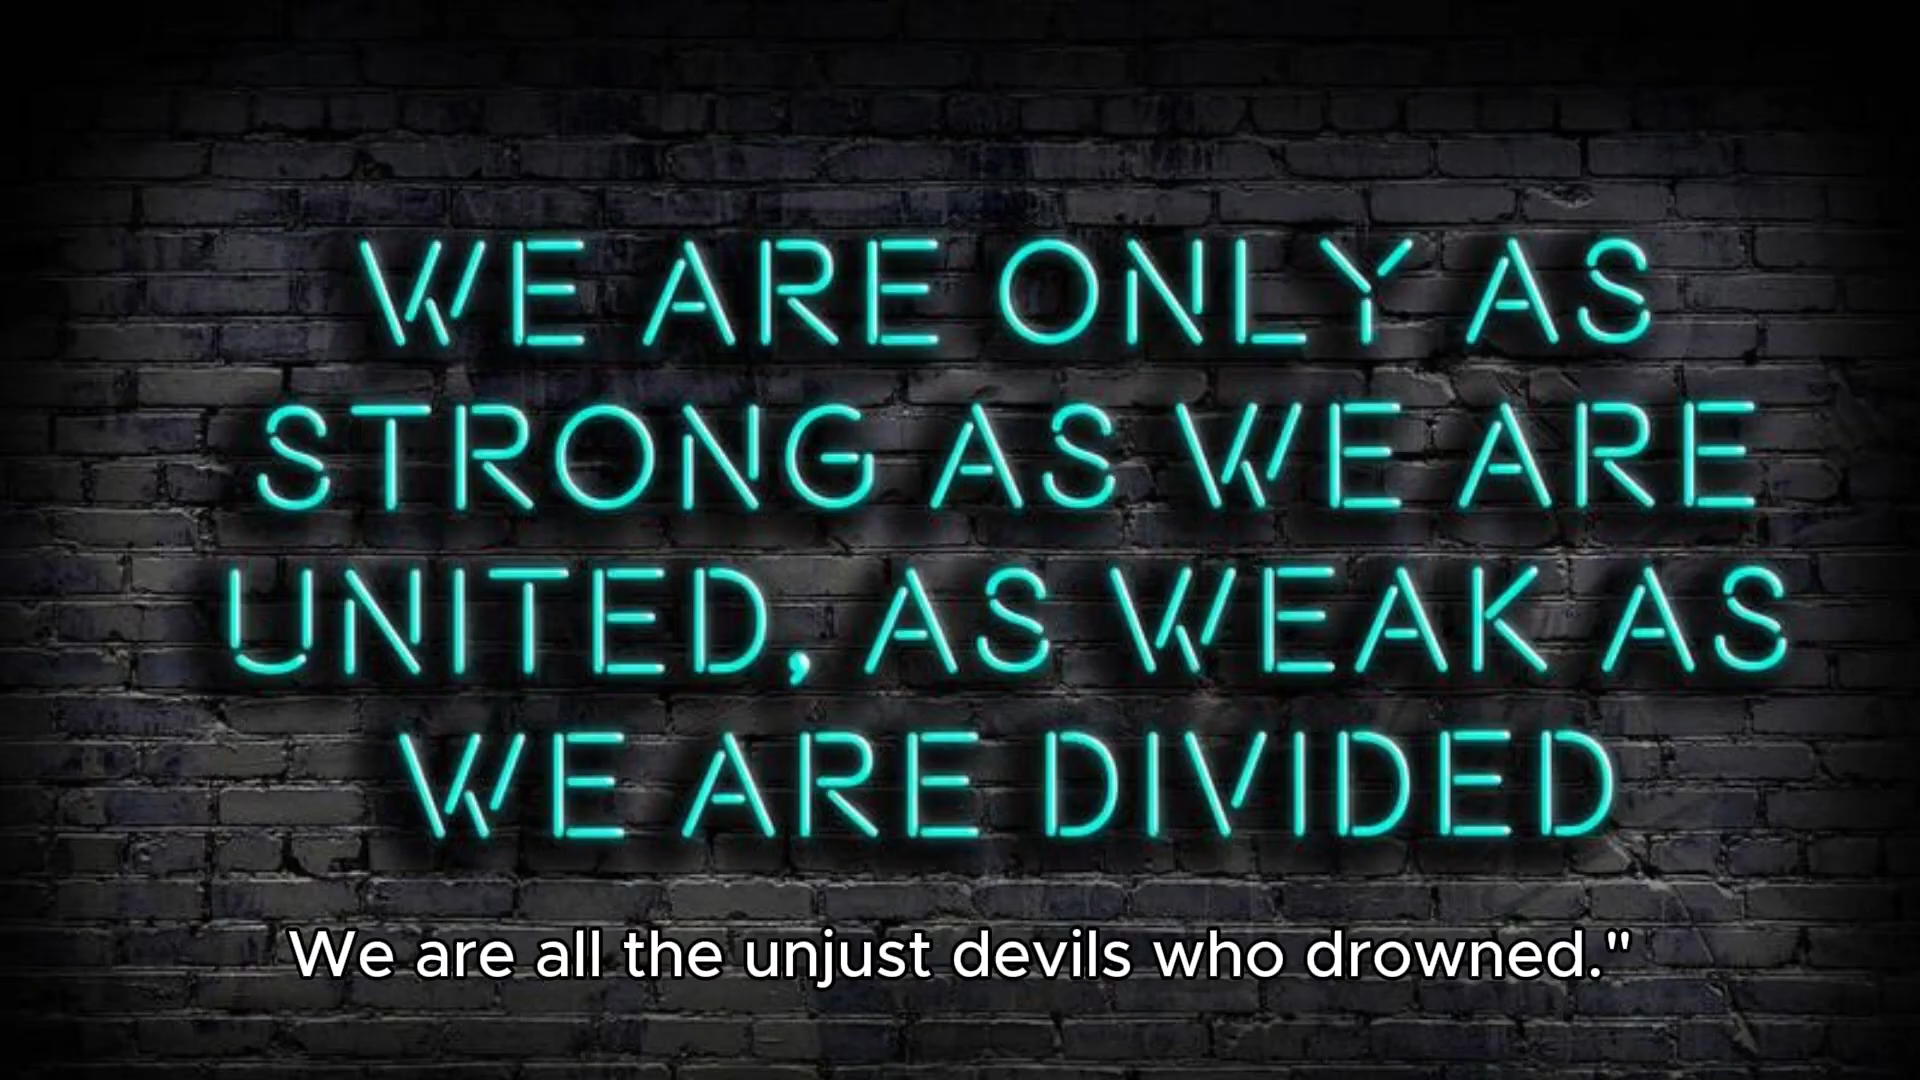 WE ARE ONLY AS
STRONG AS WE ARE
UNITED, AS WEAK AS
WE ARE DIVIDED
We are all the unjust devils who drowned."